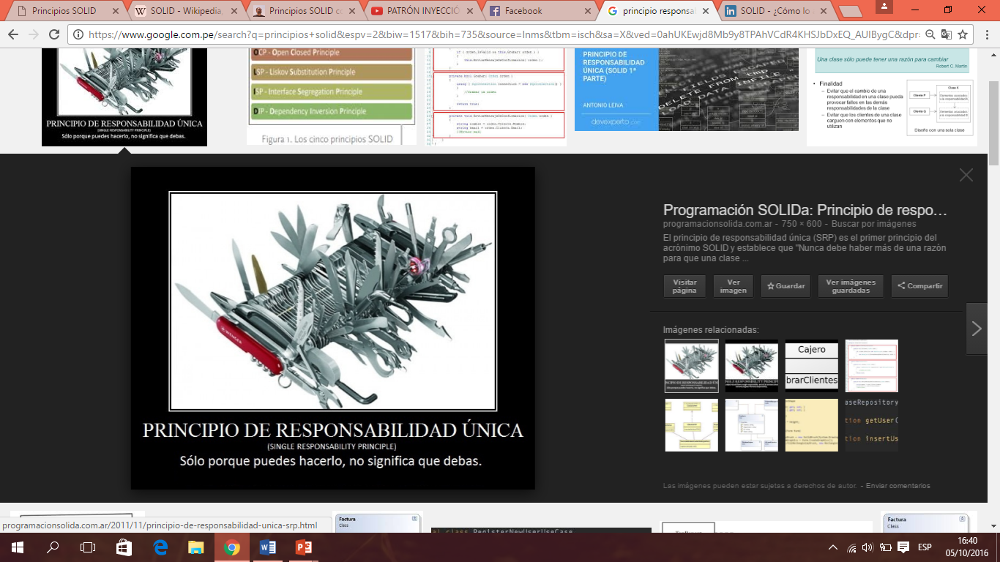 Principios SOLID
SOLID - Wikipedia,
Principios SOLID co
PATRÓN INYECCIÓ
Facebook
principio responsa
SOLID - ¿Cómo lo
https://www.google.com.pe/search?q=principios+solid&espv=2&biw=1517&bih=735&source=lnms&tbm=isch&sa=X&ved=0ahUKEwjd8Mb9y8TPAhVCdR4KHSJbDxEQ_AUIBygC&dpr=
PRINCIPIO DE RESPONSABILIDAD ÚNICA
(SINGLE RESPONSABILITY PRINCIPLE)
Sólo porque puedes hacerlo, no significa que debas.
OCP - Open Closed Principle
LSP - Liskov Substitution Principle
ISP - Interface Segregation Principle
DIP - Dependency Inversion Principle
Figura 1. Los cinco principios SOLID
PRINCIPIO DE
RESPONSABILIDAD
ÚNICA (SOLID 1ª
PARTE)
ANTONIO LEIVA
devexperto.com
Una clase sólo puede tener una razón para cambiar
Robert C. Martin
• Finalidad
– Evitar que el cambio de una
responsabilidad en una clase pueda
provocar fallos en las demás
responsabilidades de la clase
– Evitar que los clientes de una clase
carguen con elementos que no
utilizan
Clase X
Cliente P
Cliente Q
Diseño con una sola clase
WENGER
PRINCIPIO DE RESPONSABILIDAD ÚNICA
(SINGLE RESPONSABILITY PRINCIPLE)
Sólo porque puedes hacerlo, no significa que debas.
Programación SOLIDa: Principio de respo…
programacionsolida.com.ar - 750 × 600 - Buscar por imágenes
El principio de responsabilidad única (SRP) es el primer principio del
acrónimo SOLID y establece que "Nunca debe haber más de una razón
para que una clase ...
Visitar página
Ver imagen
Guardar
Ver imágenes guardadas
Compartir
Imágenes relacionadas:
Cajero
brarClientes
aseRepository
tion getUser(
tion insertUs
Las imágenes pueden estar sujetas a derechos de autor. - Enviar comentarios
programacionsolida.com.ar/2011/11/principio-de-responsabilidad-unica-srp.html
Factura
Class
al class RegisterNewUserUseCase
Factura
Class
ESP
16:40
05/10/2016